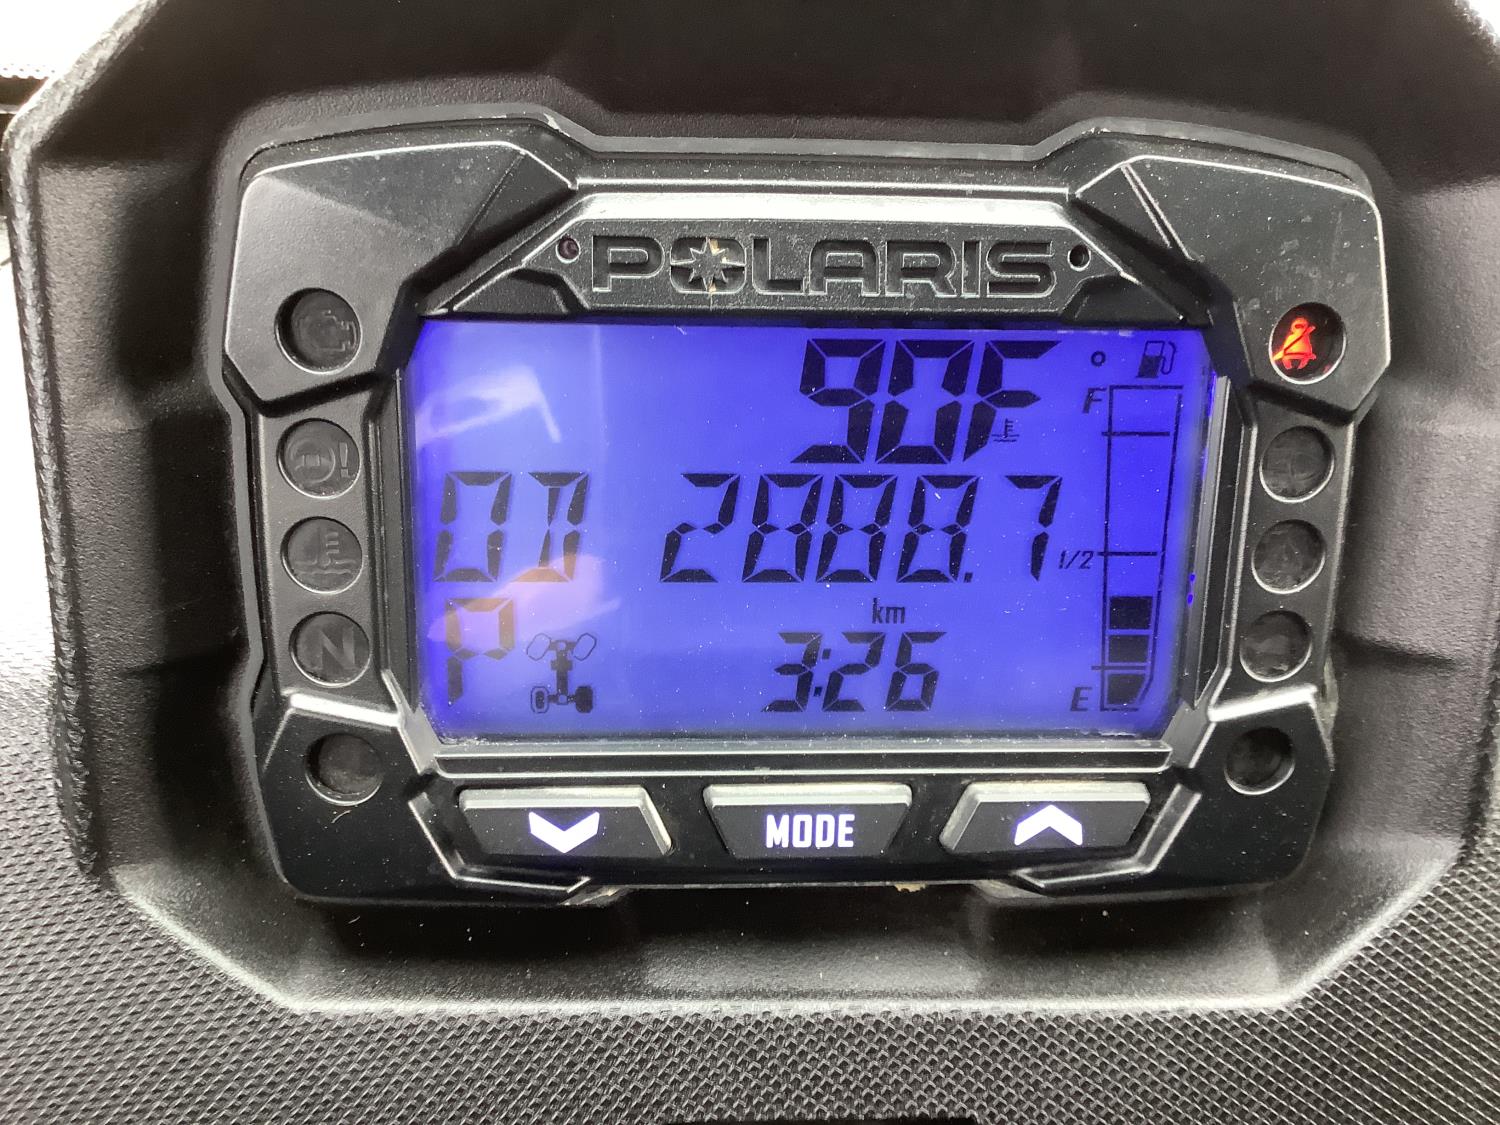 POLARIS
90F °
F
OD 2888.7
1/2
km
P 3:26
E
N
MODE